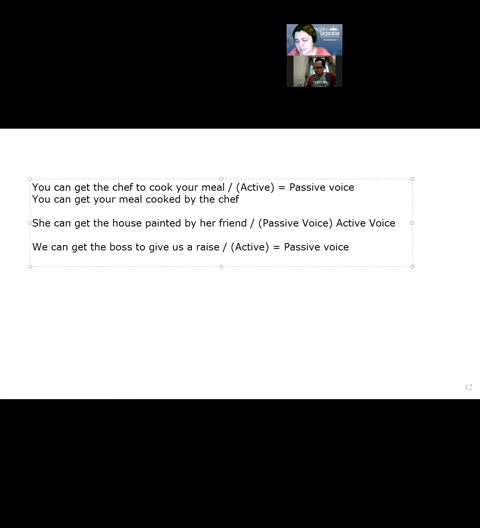 You can get the chef to cook your meal / (Active) = Passive voice
You can get your meal cooked by the chef
She can get the house painted by her friend / (Passive Voice) Active Voice
We can get the boss to give us a raise / (Active) = Passive voice